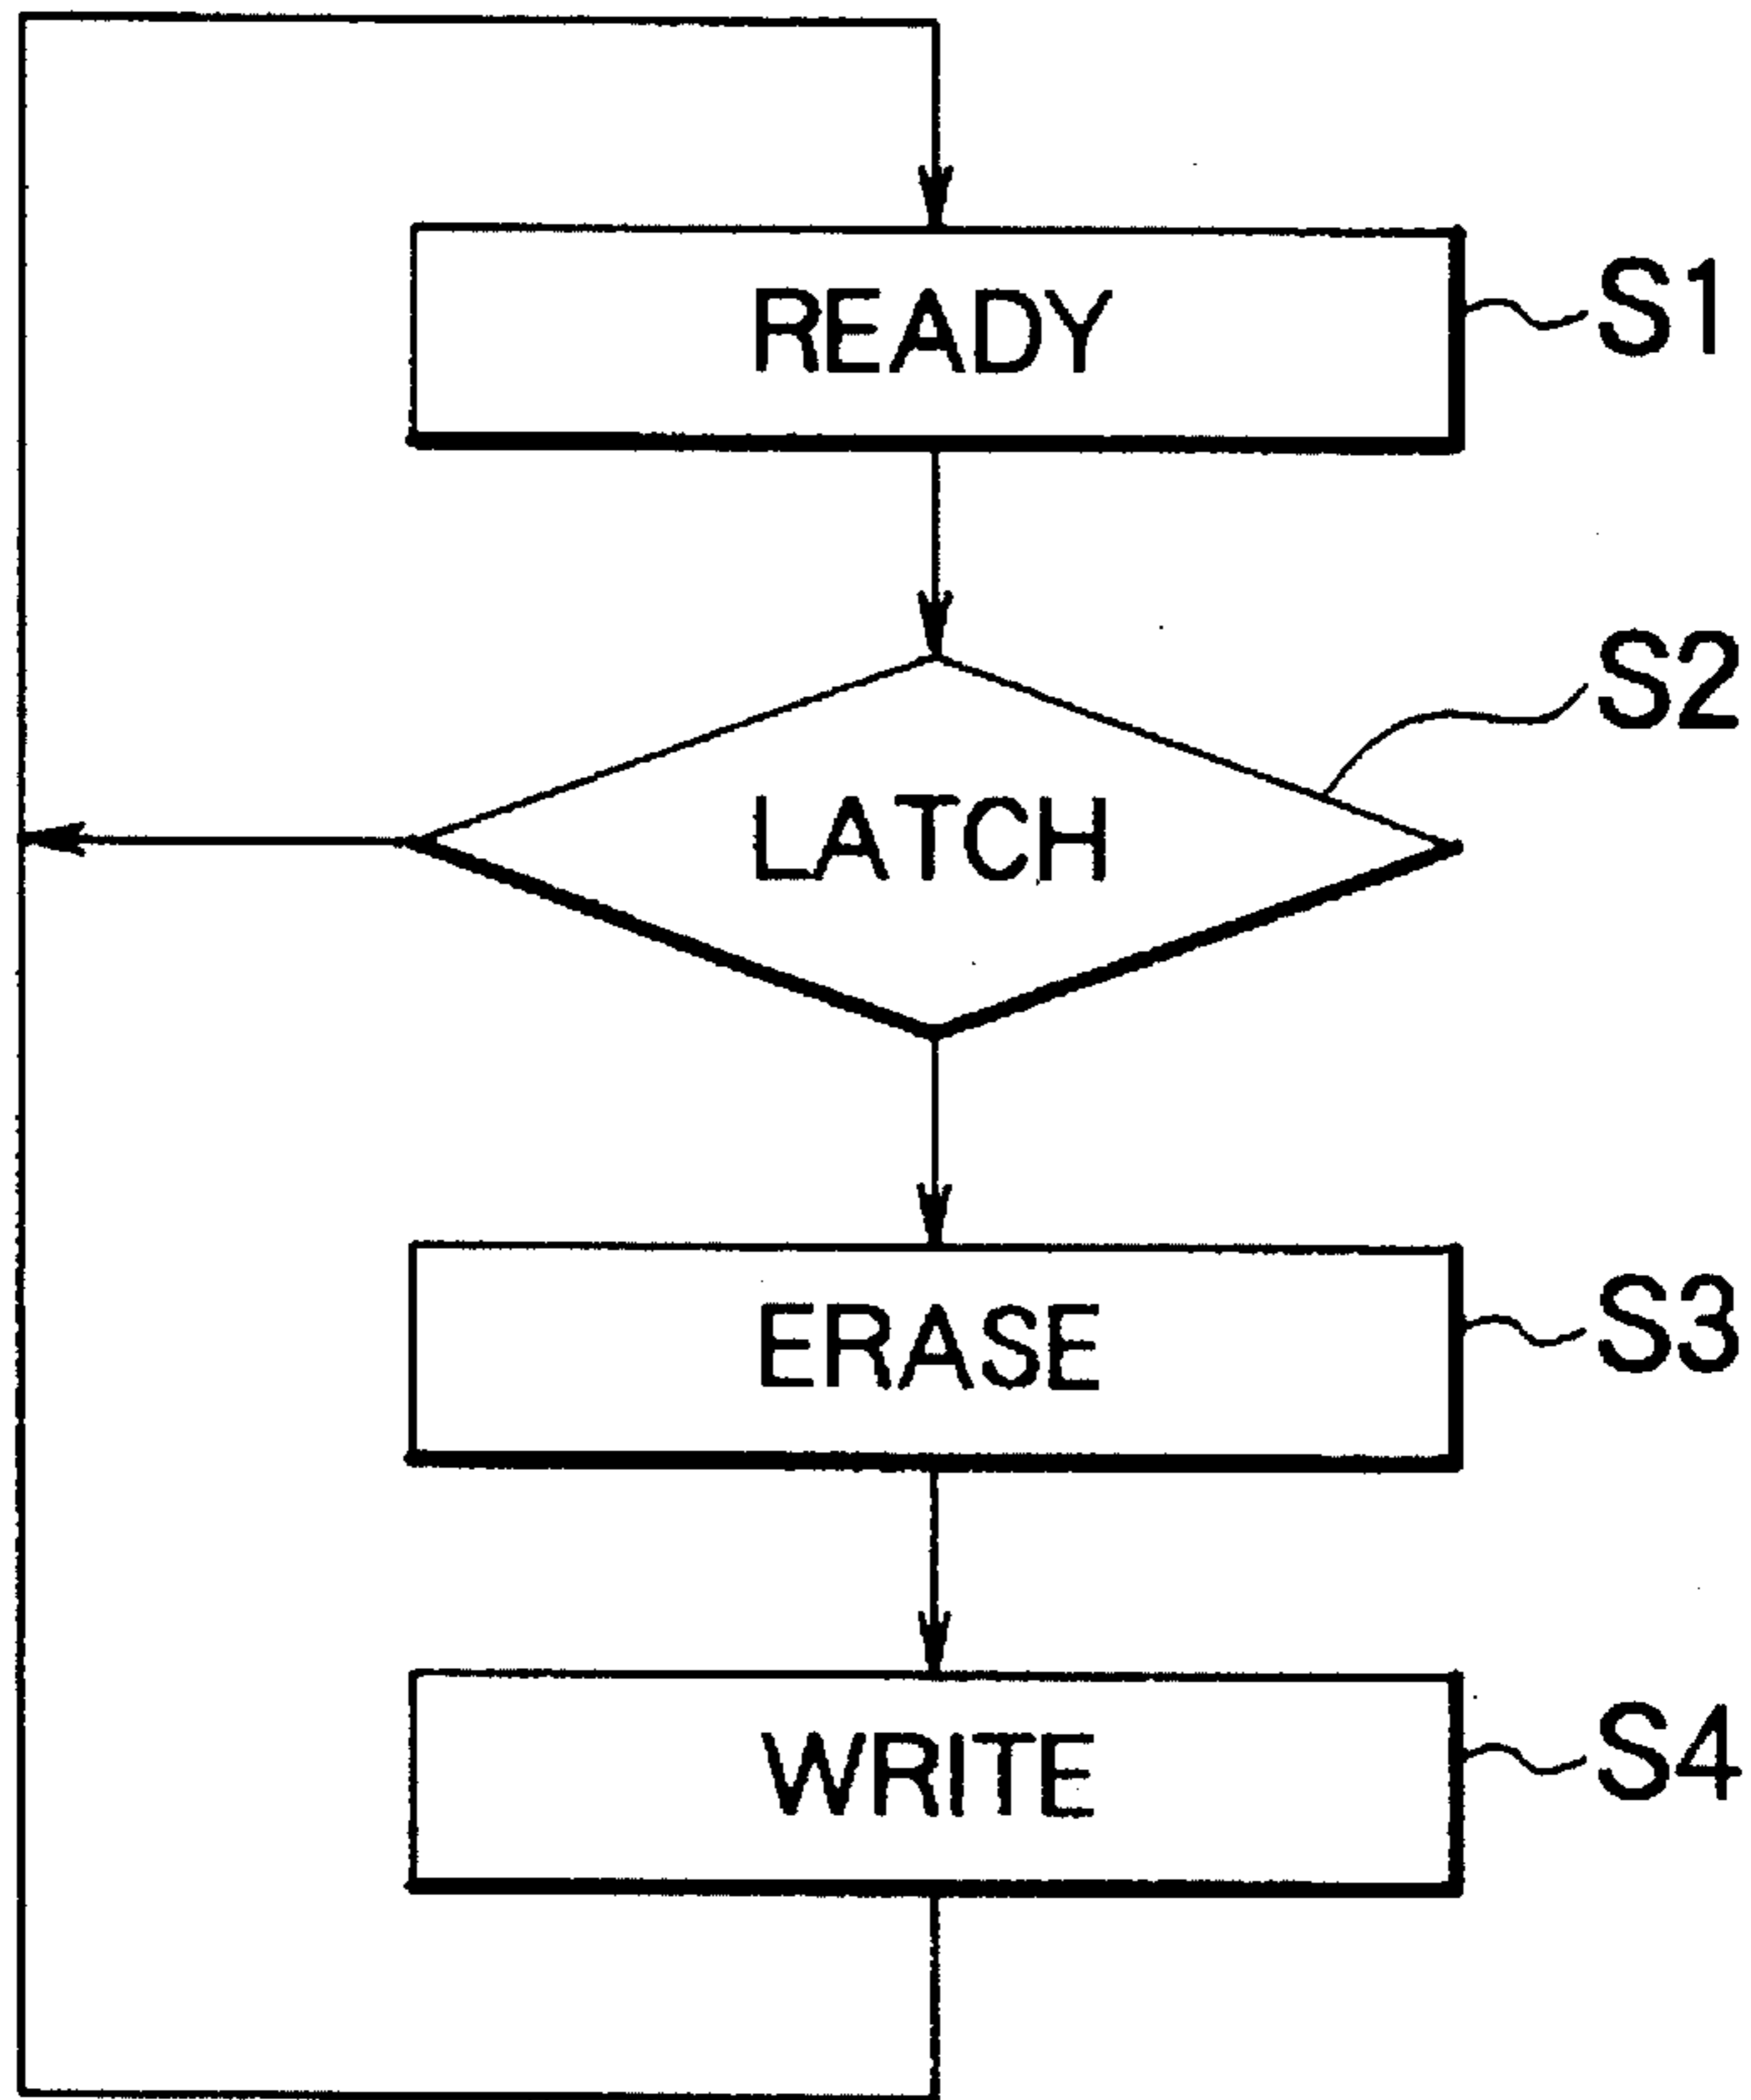 READY
S1
LATCH
S2
ERASE
S3
WRITE
S4